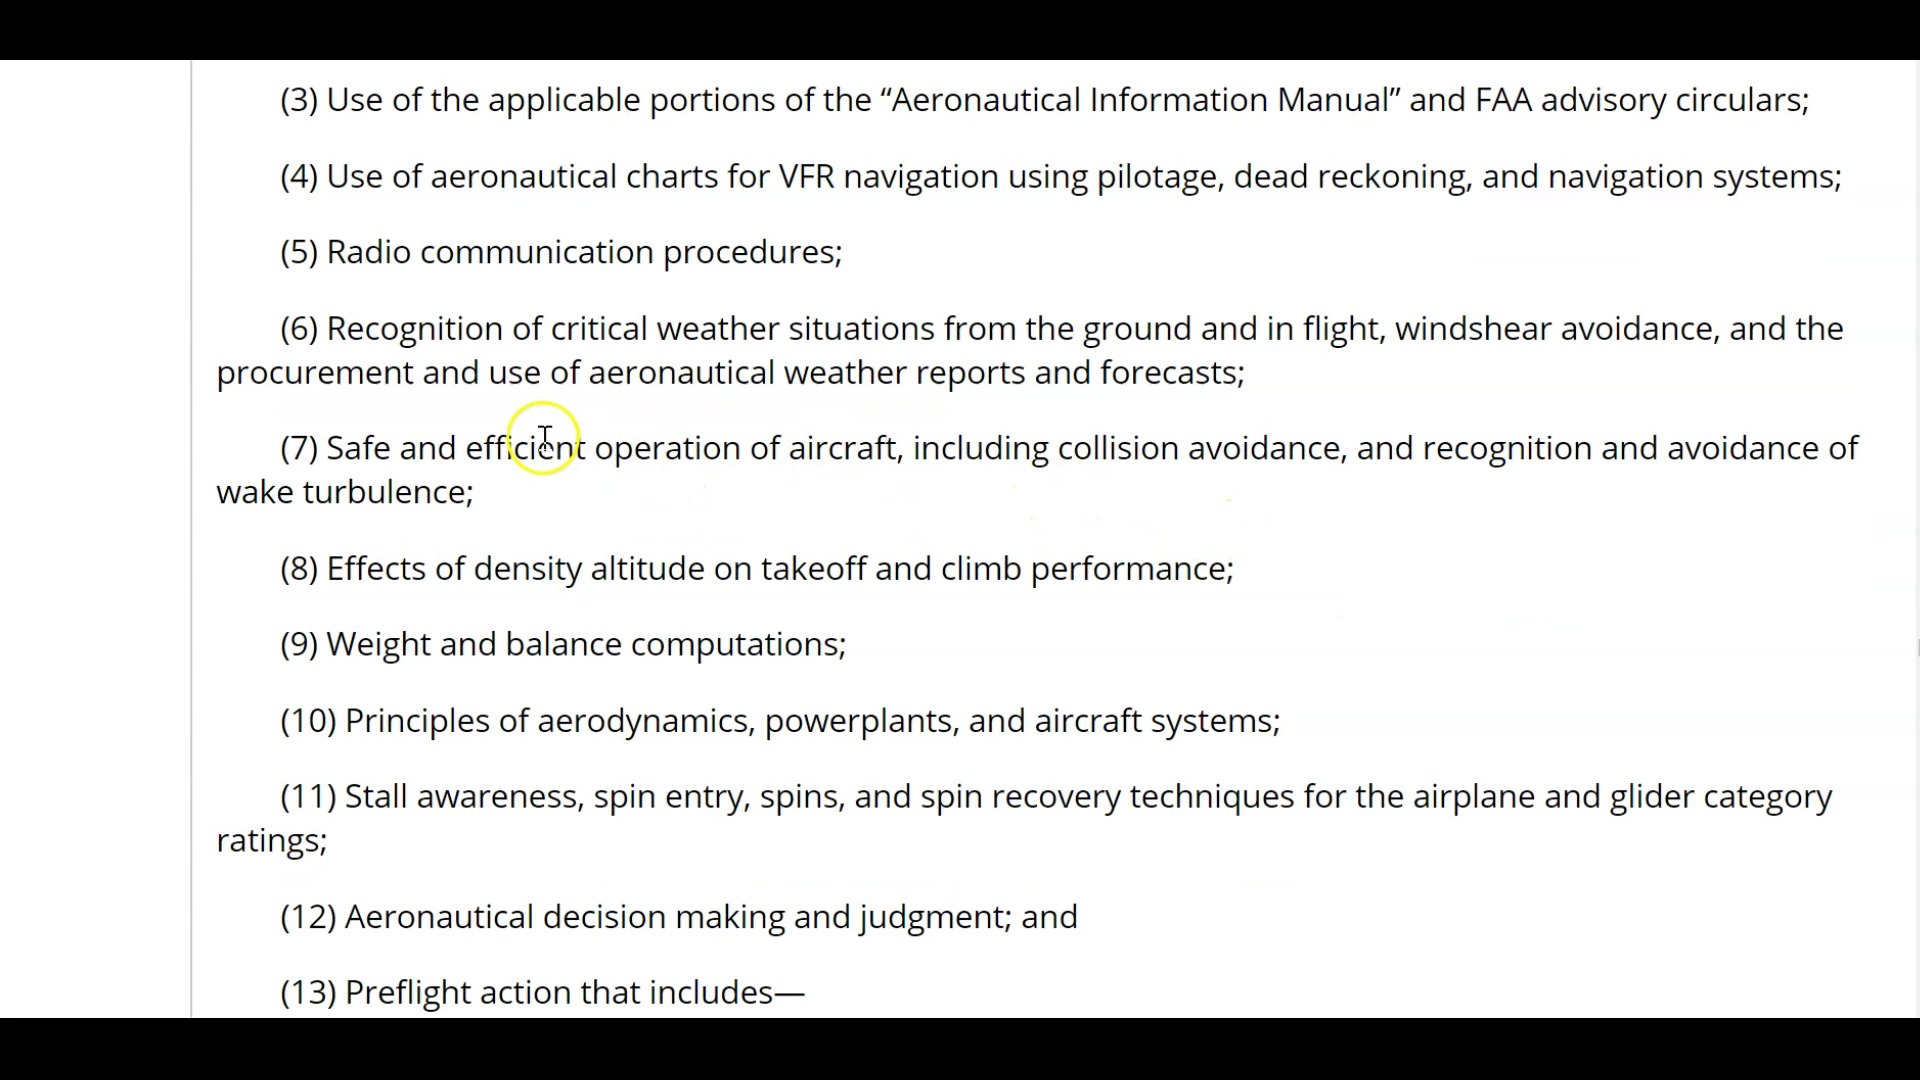 (3) Use of the applicable portions of the “Aeronautical Information Manual” and FAA advisory circulars;
(4) Use of aeronautical charts for VFR navigation using pilotage, dead reckoning, and navigation systems;
(5) Radio communication procedures;
(6) Recognition of critical weather situations from the ground and in flight, windshear avoidance, and the
procurement and use of aeronautical weather reports and forecasts;
(7) Safe and efficient operation of aircraft, including collision avoidance, and recognition and avoidance of
wake turbulence;
(8) Effects of density altitude on takeoff and climb performance;
(9) Weight and balance computations;
(10) Principles of aerodynamics, powerplants, and aircraft systems;
(11) Stall awareness, spin entry, spins, and spin recovery techniques for the airplane and glider category
ratings;
(12) Aeronautical decision making and judgment; and
(13) Preflight action that includes—